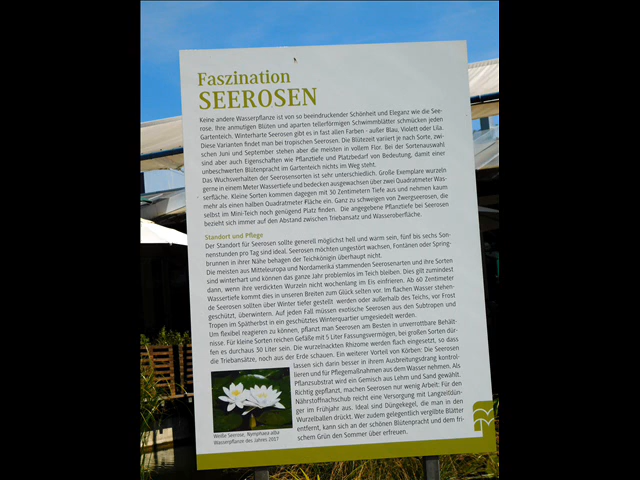 Faszination
SEEROSEN
Keine andere Wasserpflanze ist von so beeindruckender Schönheit und Eleganz wie die See-
rose. Ihre anmutigen Blüten und aparten tellerförmigen Schwimmblätter schmücken jeden
Gartenteich. Winterharte Seerosen gibt es in fast allen Farben - außer Blau, Violett oder Lila.
Diese Varianten findet man bei tropischen Seerosen. Die Blütezeit variiert je nach Sorte, zwi-
schen Juni und September stehen aber die meisten in vollem Flor. Bei der Sortenauswahl
sind aber auch Eigenschaften wie Pflanztiefe und Platzbedarf von Bedeutung, damit einer
unbeschwerten Blütenpracht im Gartenteich nichts im Weg steht.
Das Wuchsverhalten der Seerosensorten ist sehr unterschiedlich. Große Exemplare wurzeln
gerne in einem Meter Wassertiefe und bedecken ausgewachsen über zwei Quadratmeter Was-
serfläche. Kleine Sorten kommen dagegen mit 30 Zentimetern Tiefe aus und nehmen kaum
mehr als einen halben Quadratmeter Fläche ein. Ganz zu schweigen von Zwergseerosen, die
selbst im Mini-Teich noch genügend Platz finden. Die angegebene Pflanztiefe bei Seerosen
bezieht sich immer auf den Abstand zwischen Triebansatz und Wasseroberfläche.
Standort und Pflege
Der Standort für Seerosen sollte generell möglichst hell und warm sein, fünf bis sechs Son-
nenstunden pro Tag sind ideal. Seerosen möchten ungestört wachsen, Fontänen oder Spring-
brunnen in ihrer Nähe behagen der Teichkönigin überhaupt nicht.
Die meisten aus Mitteleuropa und Nordamerika stammenden Seerosenarten und ihre Sorten
sind winterhart und können das ganze Jahr problemlos im Teich bleiben. Dies gilt zumindest
dann, wenn ihre verdickten Wurzeln nicht wochenlang im Eis einfrieren. Ab 60 Zentimeter
Wassertiefe kommt dies in unseren Breiten zum Glück selten vor. Im flachen Wasser stehen-
de Seerosen sollten über Winter tiefer gestellt werden oder außerhalb des Teichs, vor Frost
geschützt, überwintern. Auf jeden Fall müssen exotische Seerosen aus den Subtropen und
Tropen im Spätherbst in ein geschütztes Winterquartier umgesiedelt werden.
Um flexibel reagieren zu können, pflanzt man Seerosen am Besten in unverrottbare Behält-
nisse. Für kleine Sorten reichen Gefäße mit 5 Liter Fassungsvermögen, bei großen Sorten dür-
fen es durchaus 30 Liter sein. Die wurzelnackten Rhizome werden flach eingesetzt, so dass
die Triebansätze, noch aus der Erde schauen. Ein weiterer Vorteil von Körben: Die Seerosen
lassen sich darin besser in ihrem Ausbreitungsdrang kontrol-
lieren und für Pflegemaßnahmen aus dem Wasser nehmen. Als
Pflanzsubstrat wird ein Gemisch aus Lehm und Sand gewählt.
Richtig gepflanzt, machen Seerosen nur wenig Arbeit: Für den
Nährstoffnachschub reicht eine Versorgung mit Langzeitdün-
ger im Frühjahr aus. Ideal sind Düngekegel, die man in den
Wurzelballen drückt. Wer zudem gelegentlich vergilbte Blätter
entfernt, kann sich an der schönen Blütenpracht und dem fri-
schem Grün den Sommer über erfreuen.
Weiße Seerose, Nymphaea alba
Wasserpflanze des Jahres 2017